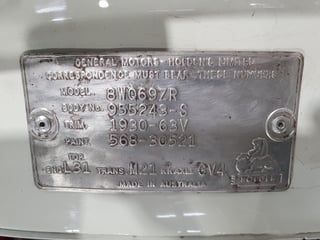 GENERAL MOTORS - HOLDEN'S LIMITED
CORRESPONDENCE MUST BEAR THESE NUMBERS
MODEL. 81069ZR
BODY No. 955243-S
TRIM. 1930-63V
PAINT. 568-30521
ENG L31 TRANS M21 R/AXLE GV4
MADE IN AUSTRALIA